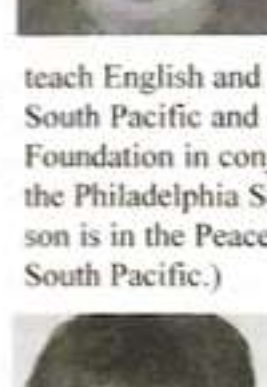 teach English and
South Pacific and
Foundation in con
the Philadelphia S
son is in the Peace
South Pacific.)